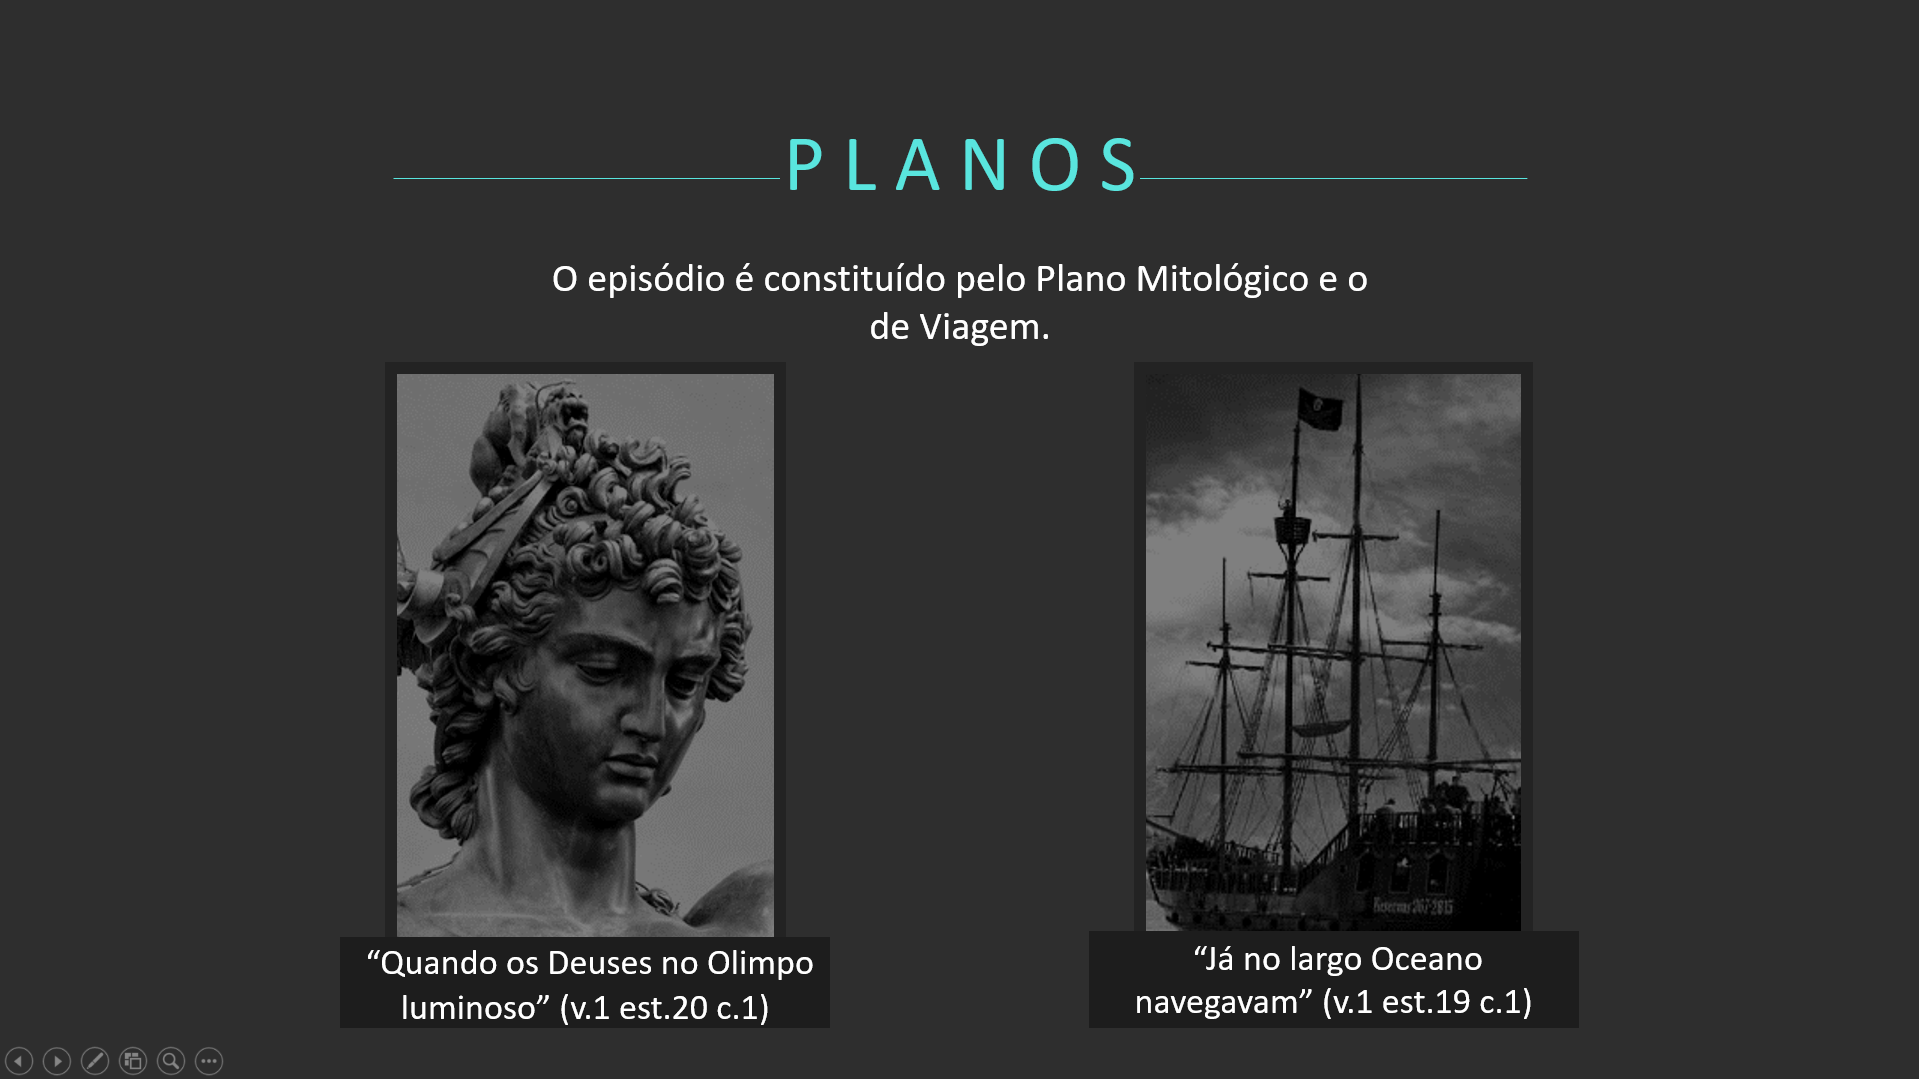 PLANOS
O episódio é constituído pelo Plano Mitológico e o
de Viagem.
“Quando os Deuses no Olimpo
luminoso” (v.1 est.20 c.1)
“Já no largo Oceano
navegavam” (v.1 est.19 c.1)